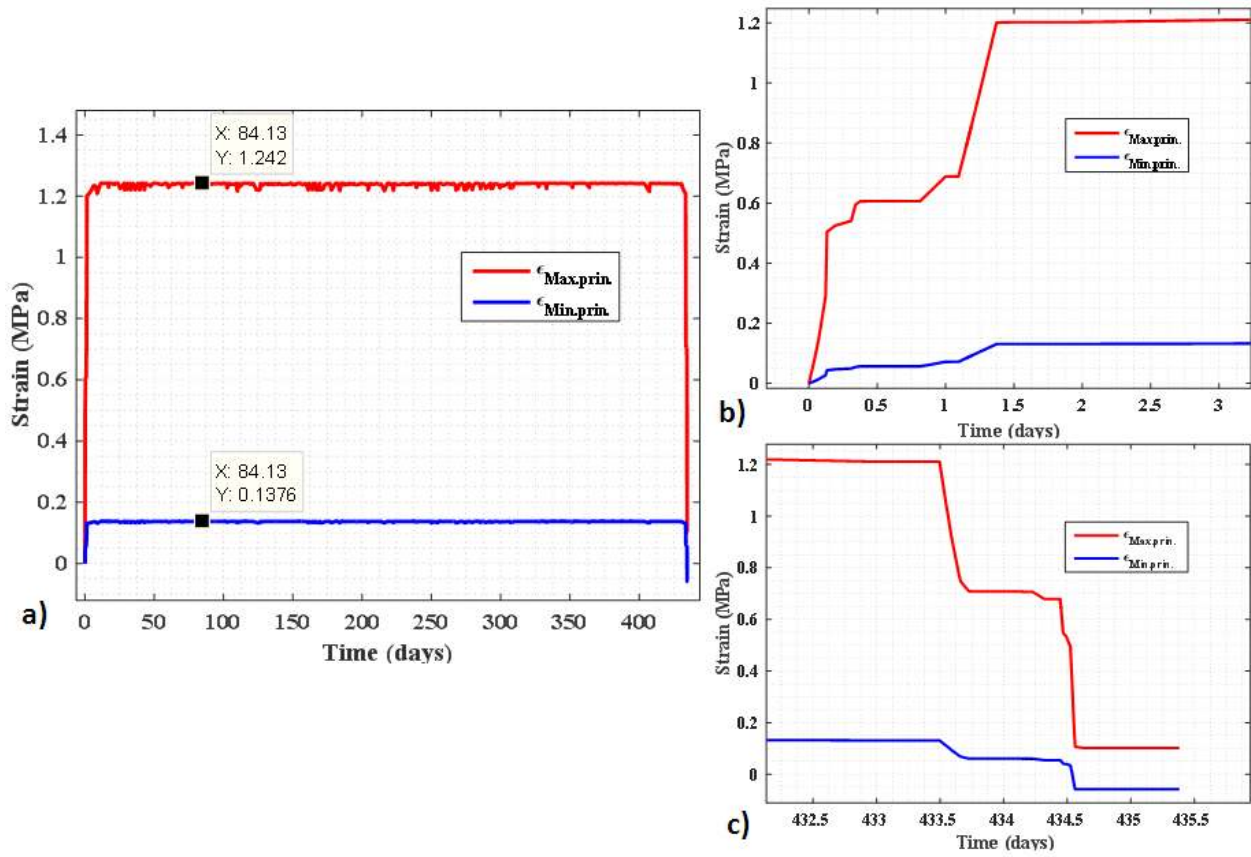 a)
Strain (MPa)
1.4
1.2
1
0.8
0.6
0.4
0.2
0
X: 84.13
Y: 1.242
ϵMax.prin.
ϵMin.prin.
X: 84.13
Y: 0.1376
0 50 100 150 200 250 300 350 400
Time (days)
b)
Strain (MPa)
1.2
1
0.8
0.6
0.4
0.2
0
ϵMaxprin.
ϵMin.prin.
0 0.5 1 1.5 2 2.5 3
Time (days)
c)
Strain (MPa)
1.2
1
0.8
0.6
0.4
0.2
0
ϵMaxprin.
ϵMin.prin.
432.5 433 433.5 434 434.5 435 435.5
Time (days)